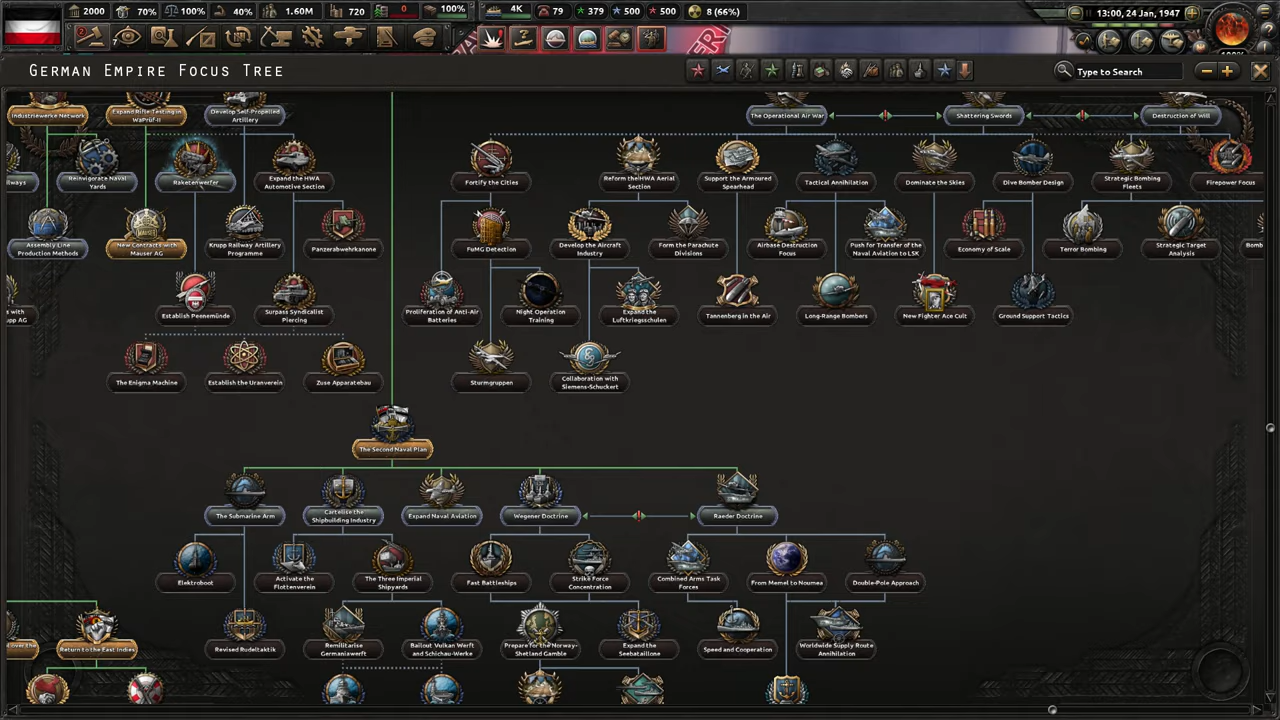 2000 70% 100% 40% 1.60M 720 0 100% 4K 79 379 500 500 8 (66%) 13:00, 24 Jan, 1947
GERMAN EMPIRE FOCUS TREE
Type to Search
Industriewerke Network
Expand Rifle Testing in
WaPrüf-II
Develop Self-Propelled
Artillery
The Operational Air War
Shattering Swords
Destruction of Will
Reinvigorate Naval
Yards
Raketenwerfer
Expand the HWA
Automotive Section
Fortify the Cities
Reform the HWA Aerial
Section
Support the Armoured
Spearhead
Tactical Annihilation
Dominate the Skies
Dive Bomber Design
Strategic Bombing
Fleets
Firepower Focus
Assembly Line
Production Methods
New Contracts with
Mauser AG
Krupp Railway Artillery
Programme
Panzerabwehrkanone
FuMG Detection
Develop the Aircraft
Industry
Form the Parachute
Divisions
Airbase Destruction
Focus
Push for Transfer of the
Naval Aviation to LSK
Economy of Scale
Terror Bombing
Strategic Target
Analysis
Establish Peenemünde
Surpass Syndicalist
Piercing
Proliferation of Anti-Air
Batteries
Night Operation
Training
Expand the
Luftkriegsschulen
Tannenberg in the Air
Long-Range Bombers
New Fighter Ace Cult
Ground Support Tactics
The Enigma Machine
Establish the Uranverein
Zuse Apparatebau
Sturmgruppen
Collaboration with
Siemens-Schuckert
The Second Naval Plan
The Submarine Arm
Cartelise the
Shipbuilding Industry
Expand Naval Aviation
Wegener Doctrine
Raeder Doctrine
Elektroboot
Activate the
Flottenverein
The Three Imperial
Shipyards
Fast Battleships
Strike Force
Concentration
Combined Arms Task
Forces
From Memel to Noumea
Double-Pole Approach
Return to the East Indies
Revised Rudeltaktik
Remilitarise
Germaniawerft
Bailout Vulkan Werft
and Schichau-Werke
Prepare for the Norway-
Shetland Gamble
Expand the
Seebataillone
Speed and Cooperation
Worldwide Supply Route
Annihilation